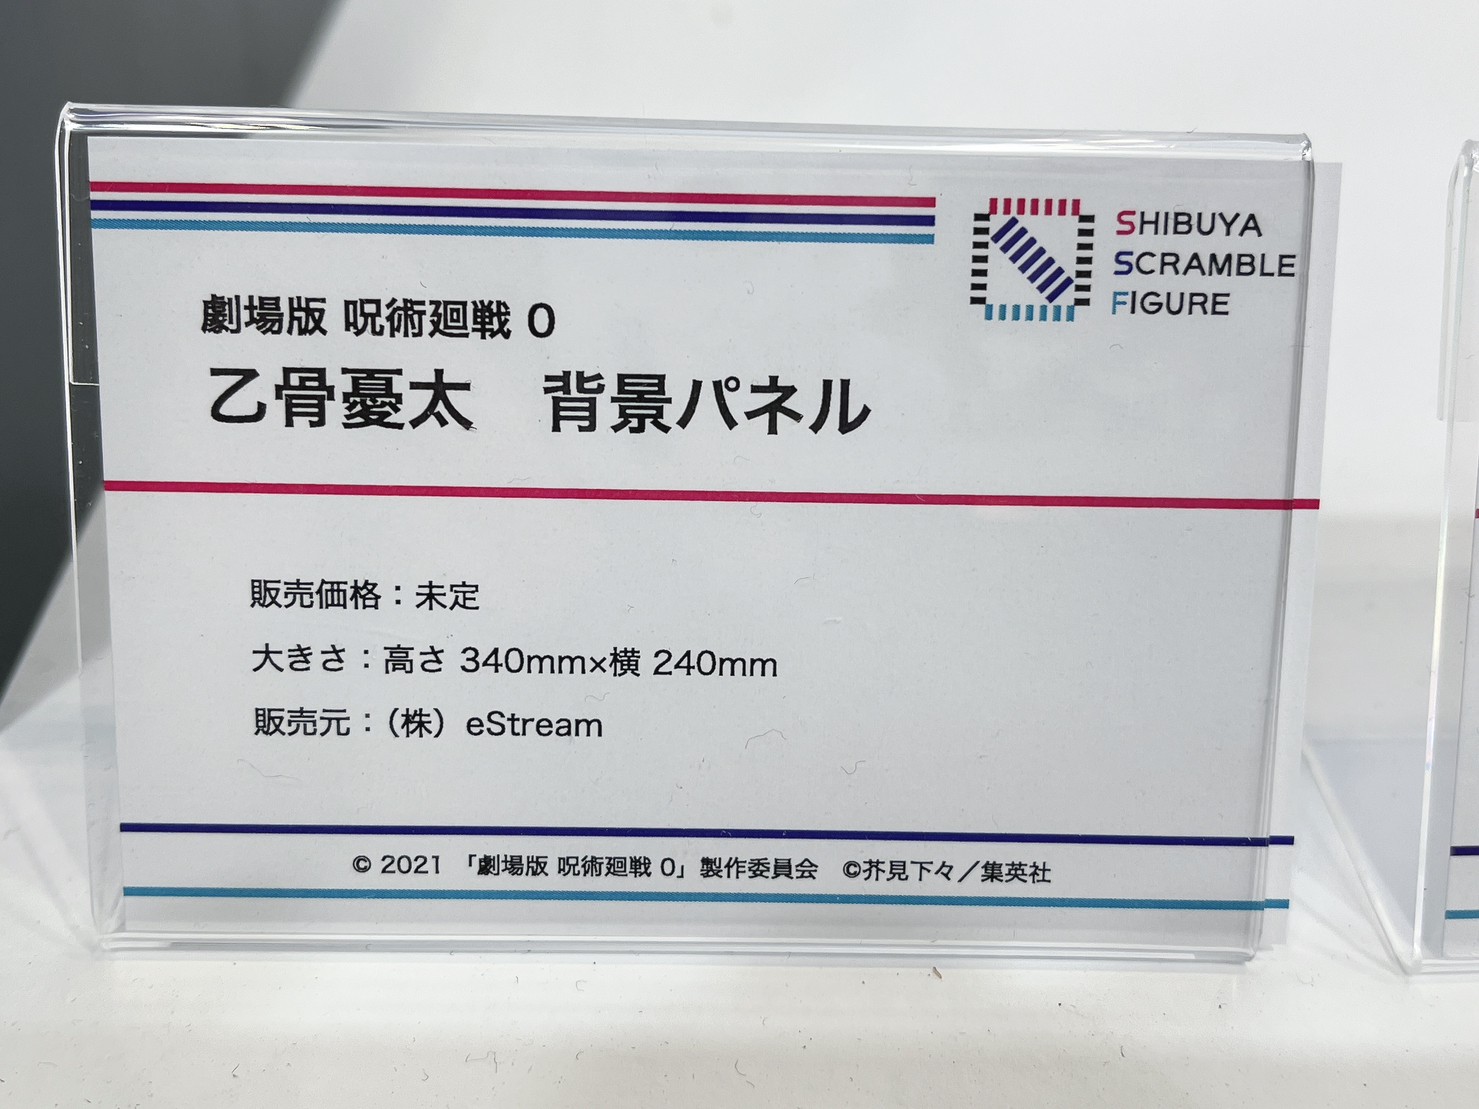 SHIBUYA
SCRAMBLE
FIGURE
劇場版 呪術廻戦 0
乙骨憂太　背景パネル
販売価格：未定
大きさ：高さ 340mm×横 240mm
販売元：（株）eStream
© 2021 「劇場版 呪術廻戦 0」製作委員会　©芥見下々／集英社